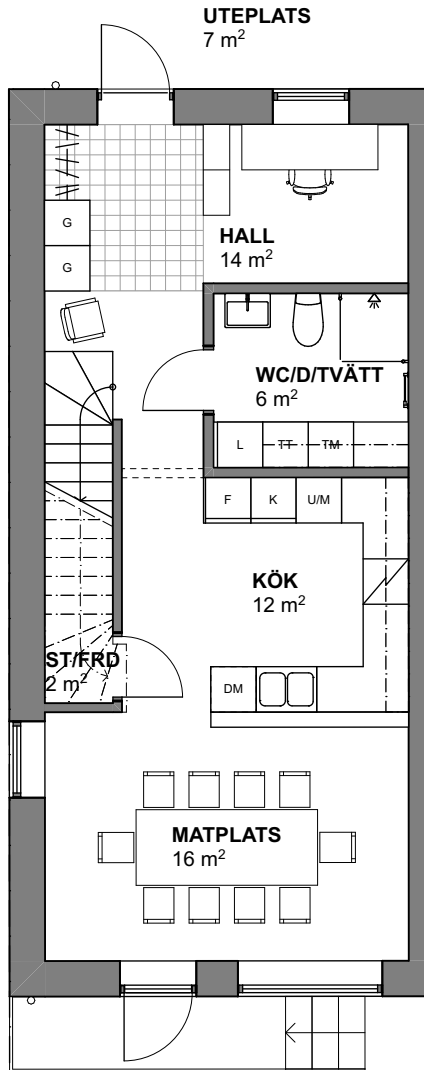 UTEPLATS
7 m²
G
G
HALL
14 m²
WC/D/TVÄTT
6 m²
L TT TM
F K U/M
KÖK
12 m²
ST/FRD
2 m²
DM
MATPLATS
16 m²